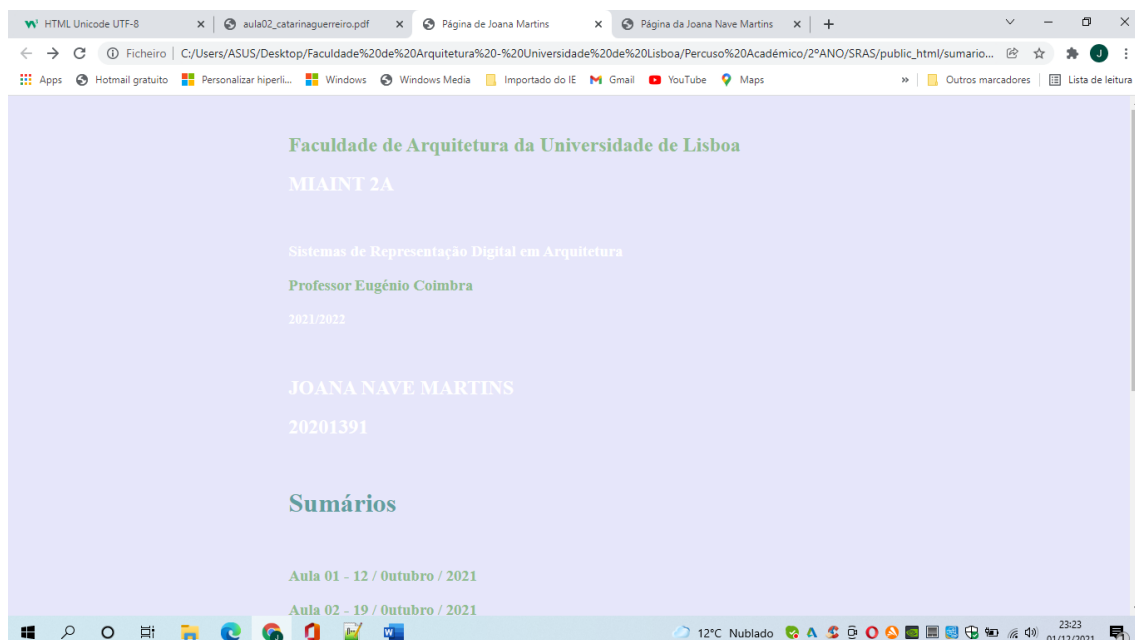 HTML Unicode UTF-8
aula02_catarinaguerreiro.pdf
Página de Joana Martins
Página da Joana Nave Martins
Ficheiro | C:/Users/ASUS/Desktop/Faculdade%20de%20Arquitetura%20-%20Universidade%20de%20Lisboa/Percuso%20Académico/2ºANO/SRAS/public_html/sumario...
J
Apps Hotmail gratuito Personalizar hiperli... Windows Windows Media Importado do IE Gmail YouTube Maps » Outros marcadores Lista de leitura
Faculdade de Arquitetura da Universidade de Lisboa
MIAINT 2A
Sistemas de Representação Digital em Arquitetura
Professor Eugénio Coimbra
2021/2022
JOANA NAVE MARTINS
20201391
Sumários
Aula 01 - 12 / 0utubro / 2021
Aula 02 - 19 / 0utubro / 2021
12°C Nublado
23:23
01/12/2021